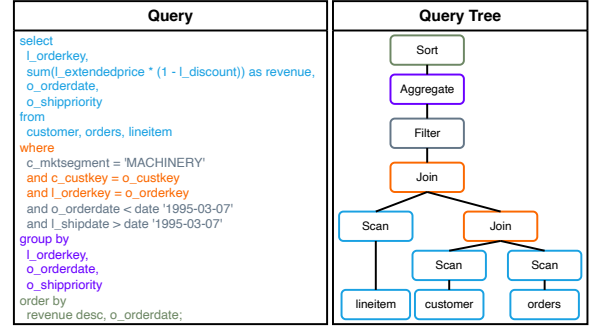 Query
select
l_orderkey,
sum(l_extendedprice * (1 - l_discount)) as revenue,
o_orderdate,
o_shippriority
from
customer, orders, lineitem
where
c_mktsegment = 'MACHINERY'
and c_custkey = o_custkey
and l_orderkey = o_orderkey
and o_orderdate < date '1995-03-07'
and l_shipdate > date '1995-03-07'
group by
l_orderkey,
o_orderdate,
o_shippriority
order by
revenue desc, o_orderdate;
Query Tree
Sort
Aggregate
Filter
Join
Scan
Join
Scan
Scan
lineitem
customer
orders